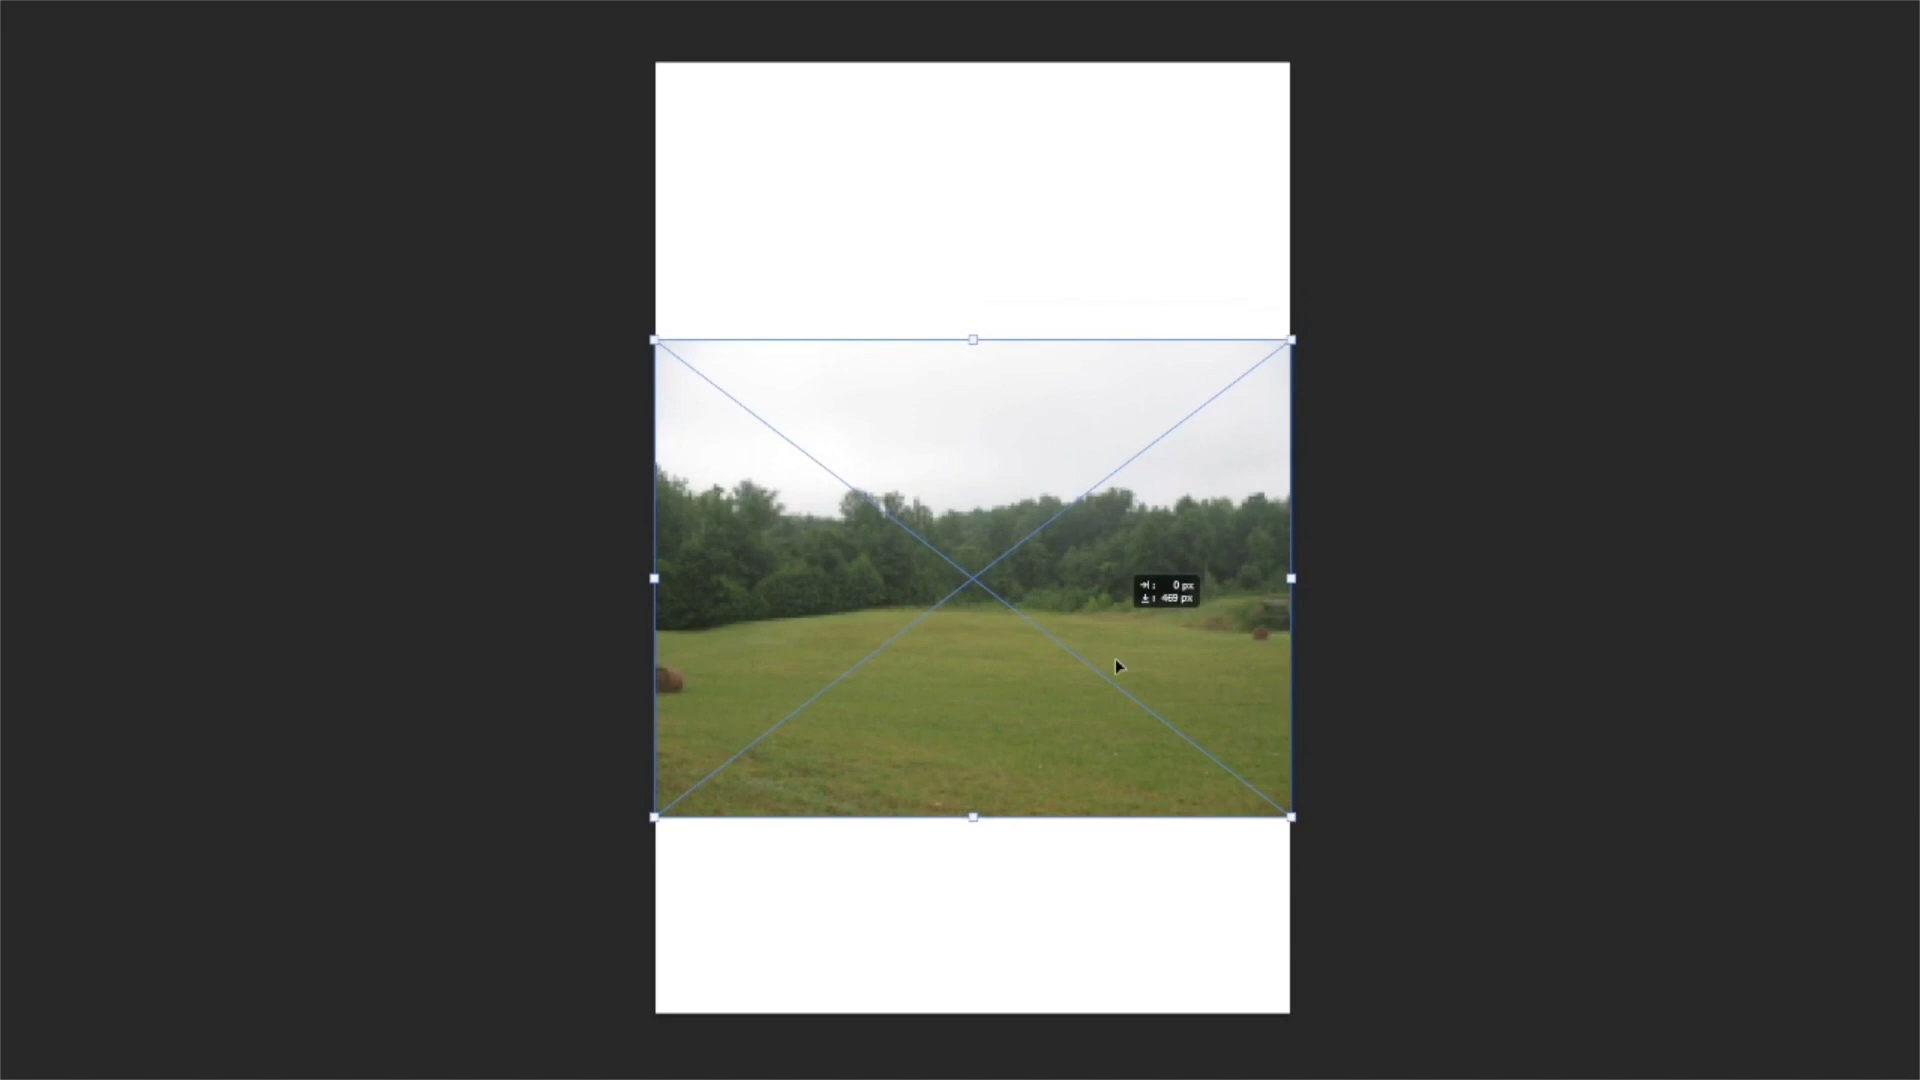 →| : 0 px
↓ : 469 px